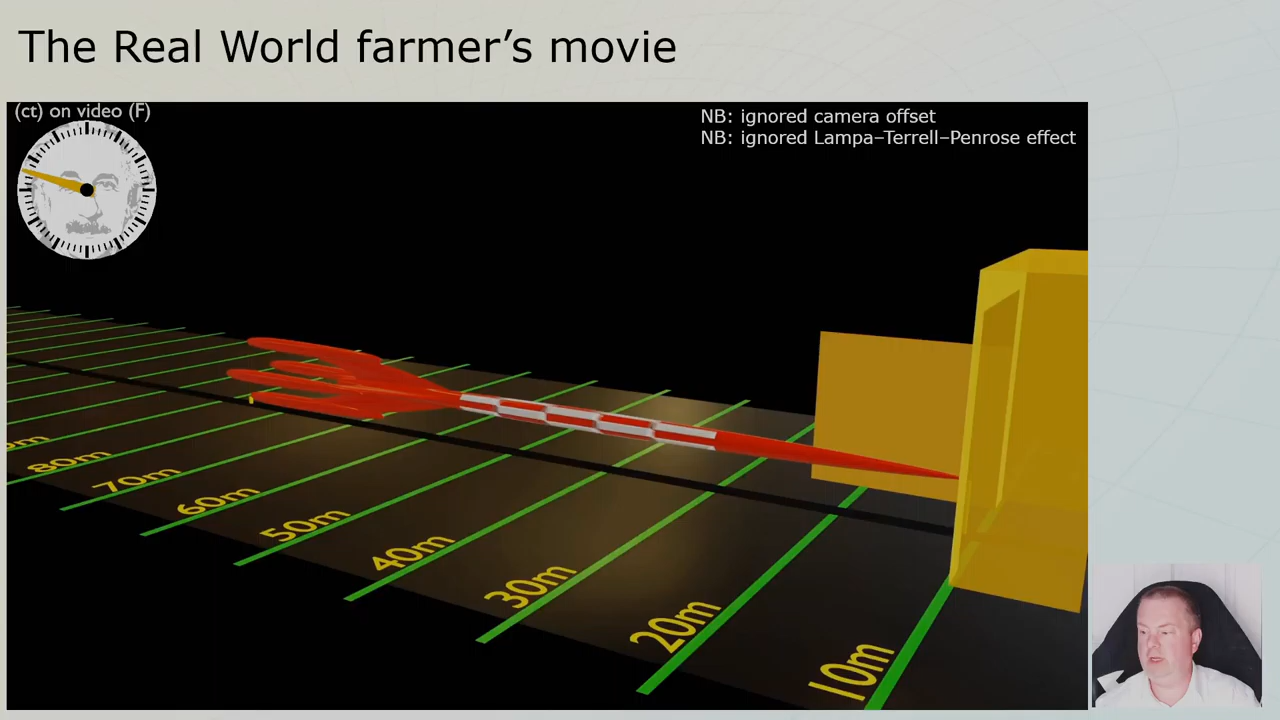 The Real World farmer's movie
(ct) on video (F)
NB: ignored camera offset
NB: ignored Lampa–Terrell–Penrose effect
80m
70m
60m
50m
40m
30m
20m
10m